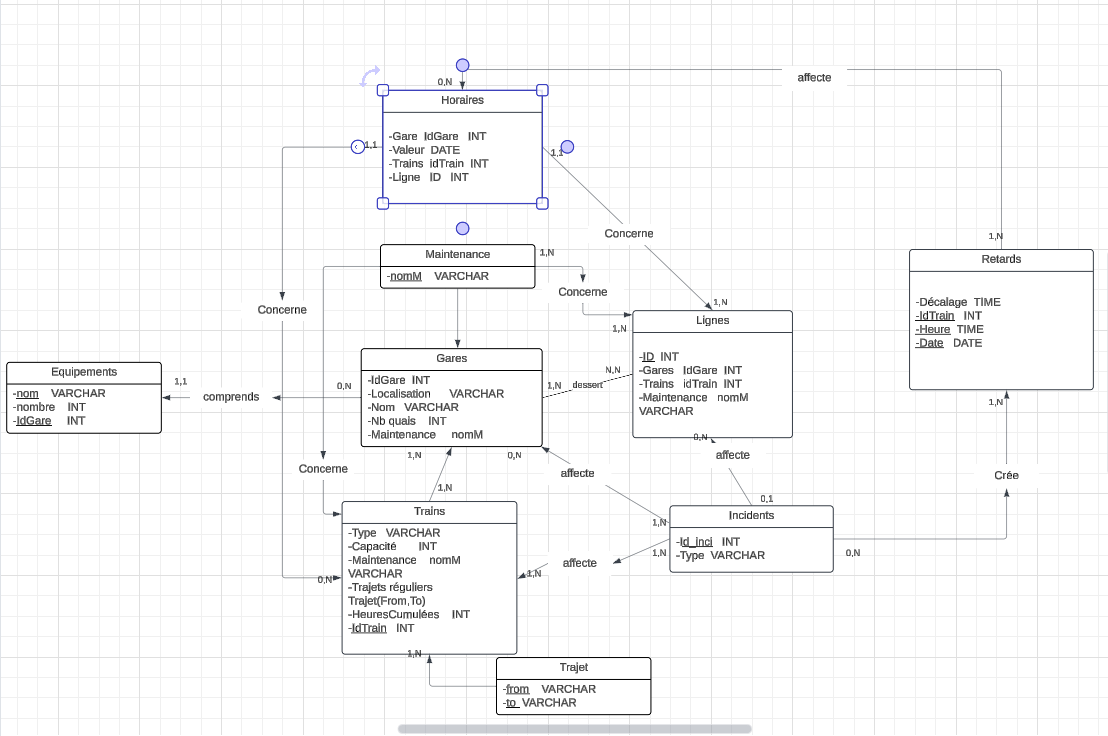 affecte
0,N
Horaires
-Gare IdGare INT
-Valeur DATE
-Trains idTrain INT
-Ligne ID INT
1,1
1,1
Concerne
1,N
Retards
-Décalage TIME
-IdTrain INT
-Heure TIME
-Date DATE
1,N
Maintenance
-nomM VARCHAR
1,N
Concerne
1,N
Concerne
1,N
Lignes
-ID INT
-Gares IdGare INT
-Trains idTrain INT
-Maintenance nomM
VARCHAR
0,N
Gares
-IdGare INT
-Localisation VARCHAR
-Nom VARCHAR
-Nb quais INT
-Maintenance nomM
1,N
dessert
N,N
Equipements
-nom VARCHAR
-nombre INT
-IdGare INT
1,1
comprends
0,N
1,N
0,N
affecte
affecte
Crée
Concerne
1,N
0,1
Trains
-Type VARCHAR
-Capacité INT
-Maintenance nomM
VARCHAR
-Trajets réguliers
Trajet(From,To)
-HeuresCumulées INT
-IdTrain INT
0,N
1,N
Incidents
-Id_inci INT
-Type VARCHAR
1,N
1,N
0,N
affecte
1,N
Trajet
-from VARCHAR
-to VARCHAR